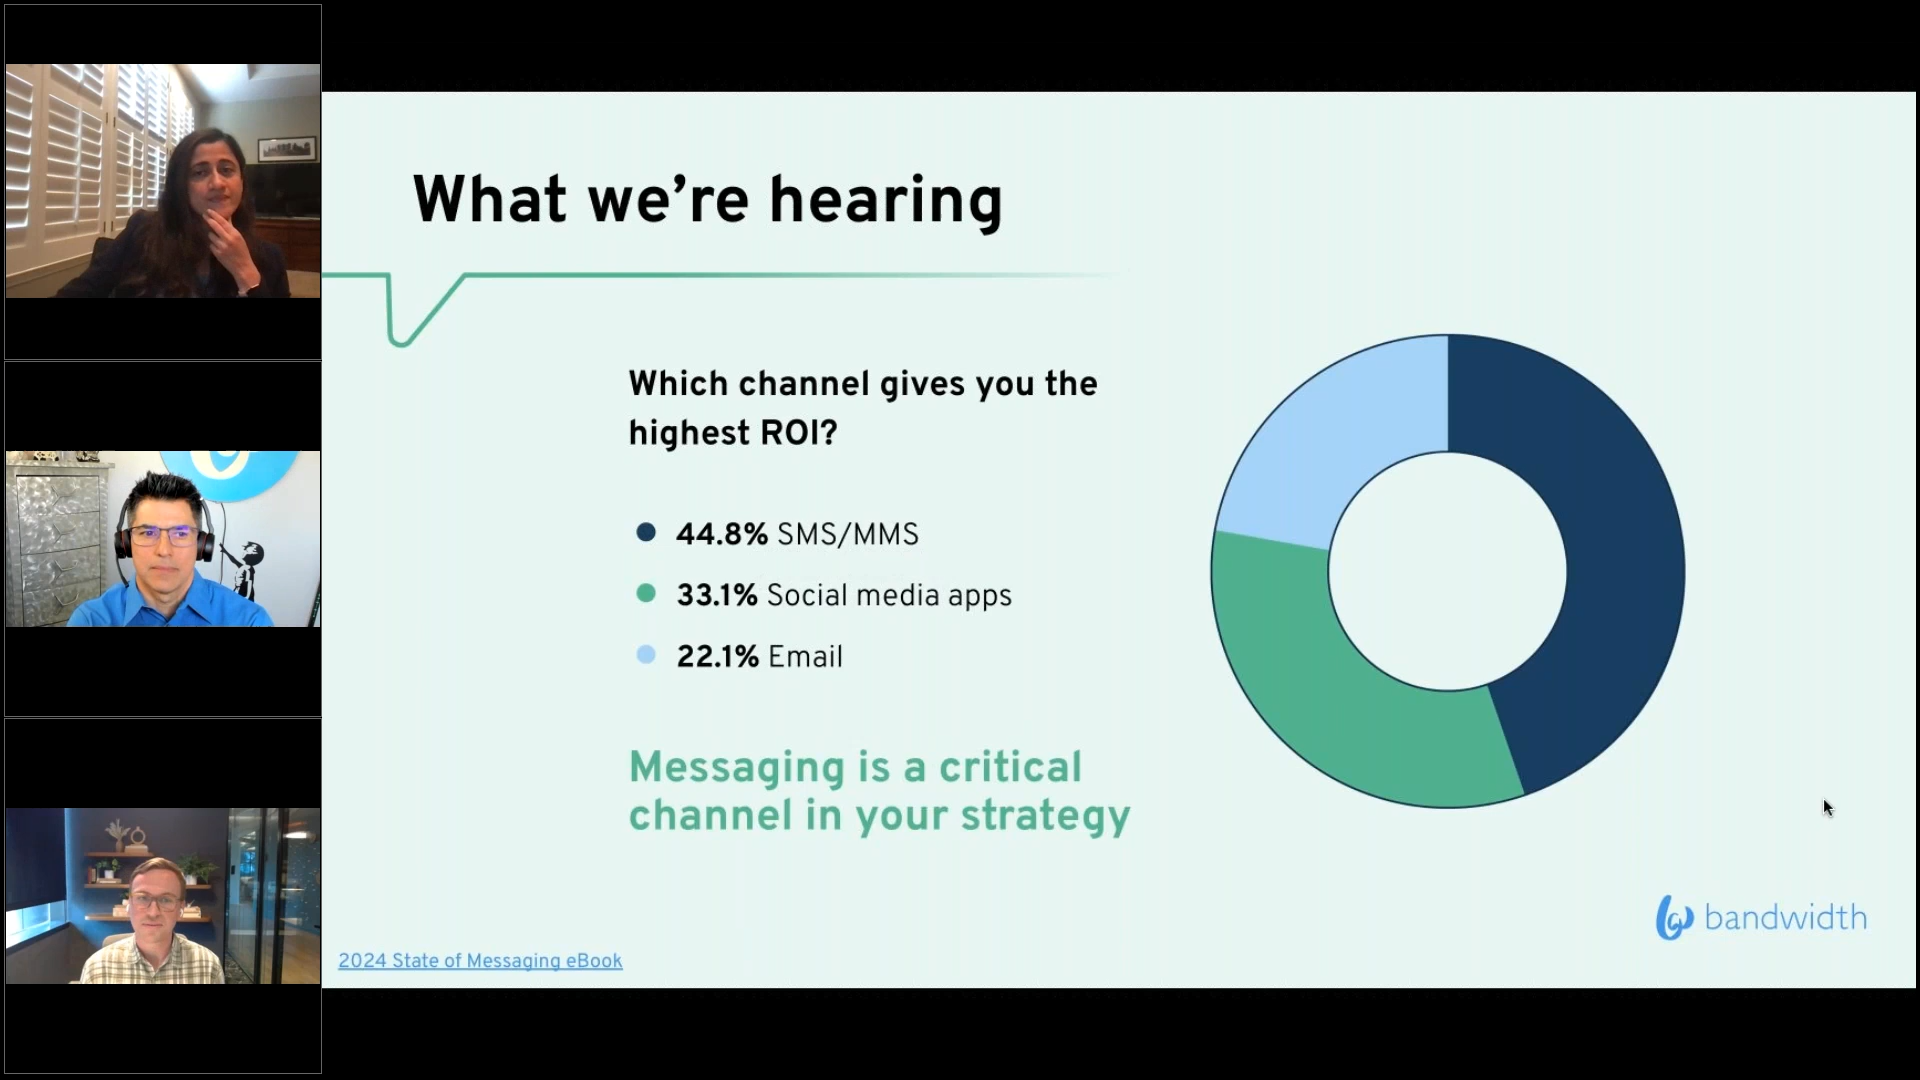 What we’re hearing
Which channel gives you the
highest ROI?
44.8% SMS/MMS
33.1% Social media apps
22.1% Email
Messaging is a critical
channel in your strategy
bandwidth
2024 State of Messaging eBook